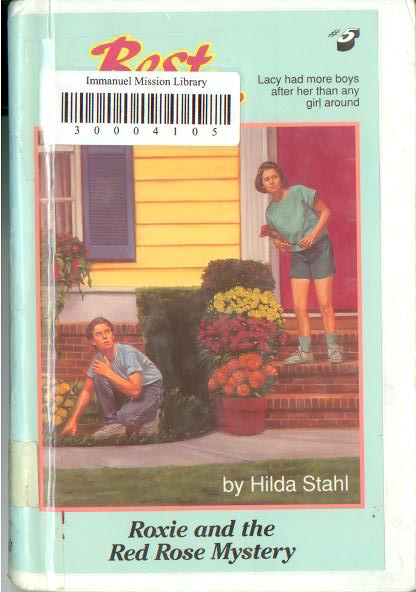 Best
#5
Immanuel Mission Library
30004105
Lacy had more boys
after her than any
girl around
by Hilda Stahl
Roxie and the
Red Rose Mystery